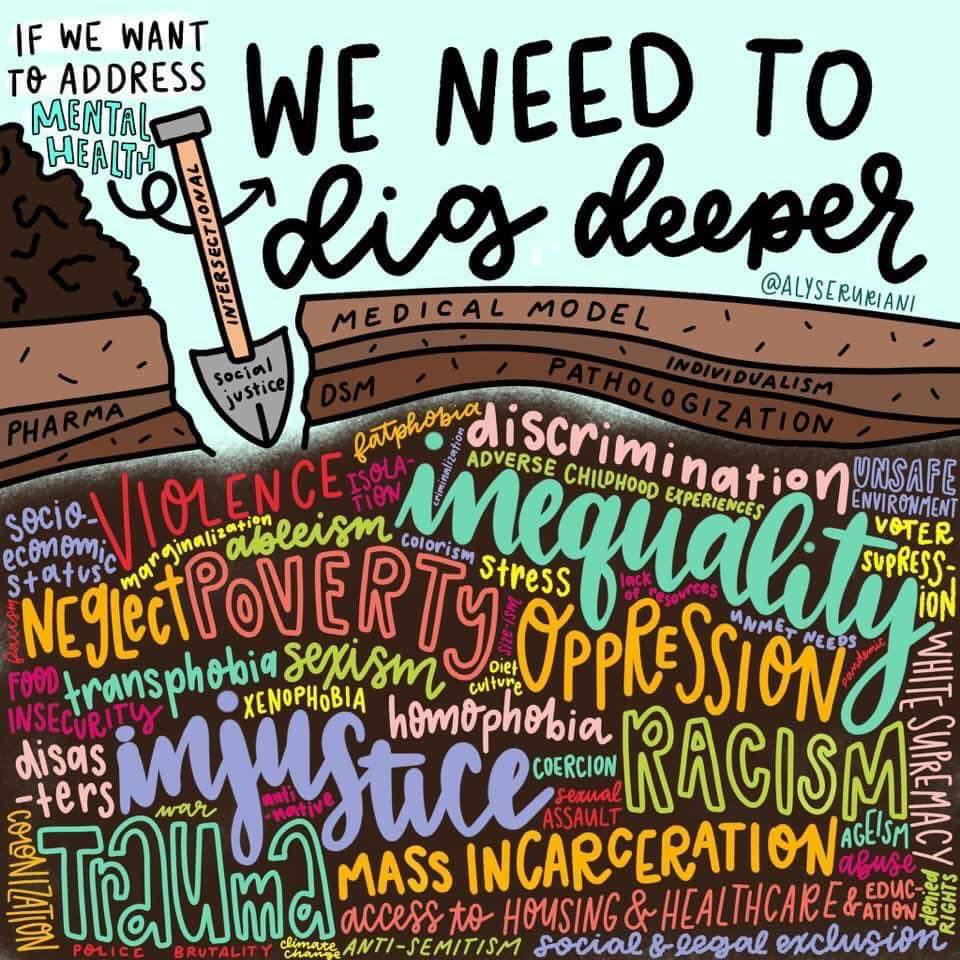 IF WE WANT
TO ADDRESS
MENTAL
HEALTH
WE NEED TO
dig deeper
@ALYSERURIANI
INTERSECTIONAL
social
justice
MEDICAL MODEL
INDIVIDUALISM
DSM
PATHOLOGIZATION
PHARMA
fatphobia
discrimination
criminalization
ADVERSE CHILDHOOD EXPERIENCES
UNSAFE
ENVIRONMENT
VIOLENCE
ISOLA-
TION
inequality
socio-
economic
status
marginalization
ableism
colorism
VOTER
SUPRESS-
ION
Neglect
POVERTY
stress
lack
of resources
UNMET NEEDS
size-ism
OPPRESSION
pandemic
FOOD
INSECURITY
transphobia
sexism
Diet
culture
XENOPHOBIA
homophobia
WHITE SUPREMACY
disas
-ters
injustice
COERCION
RACISM
war
anti
-native
sexual
ASSAULT
COLONIZATION
Trauma
MASS INCARCERATION
AGEISM
abuse
access to HOUSING & HEALTHCARE & EDUC-
ATION
denied
RIGHTS
POLICE BRUTALITY
climate
change
ANTI-SEMITISM
social & legal exclusion